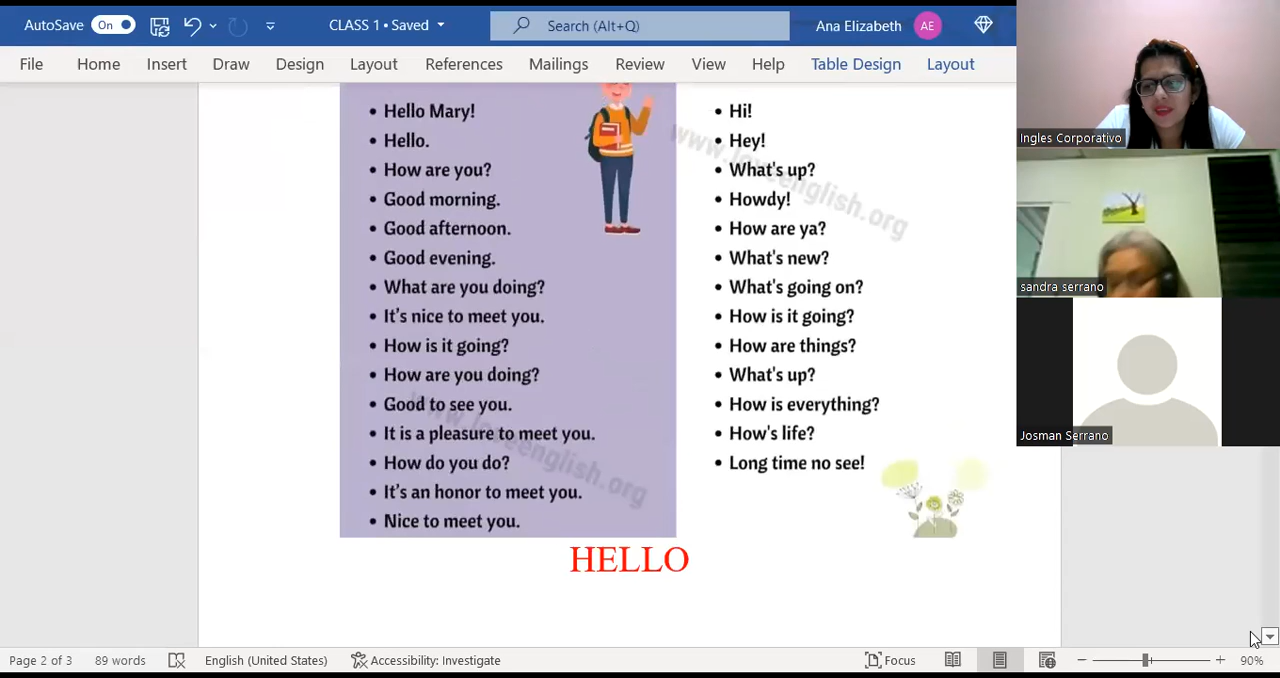 AutoSave On CLASS 1 • Saved Search (Alt+Q) Ana Elizabeth AE
File Home Insert Draw Design Layout References Mailings Review View Help Table Design Layout
• Hello Mary!
• Hello.
• How are you?
• Good morning.
• Good afternoon.
• Good evening.
• What are you doing?
• It's nice to meet you.
• How is it going?
• How are you doing?
• Good to see you.
• It is a pleasure to meet you.
• How do you do?
• It's an honor to meet you.
• Nice to meet you.
www.loveenglish.org
• Hi!
• Hey!
• What's up?
• Howdy!
• How are ya?
• What's new?
• What's going on?
• How is it going?
• How are things?
• What's up?
• How is everything?
• How's life?
• Long time no see!
www.loveenglish.org
HELLO
Ingles Corporativo
sandra serrano
Josman Serrano
Page 2 of 3 89 words English (United States) Accessibility: Investigate Focus 90%